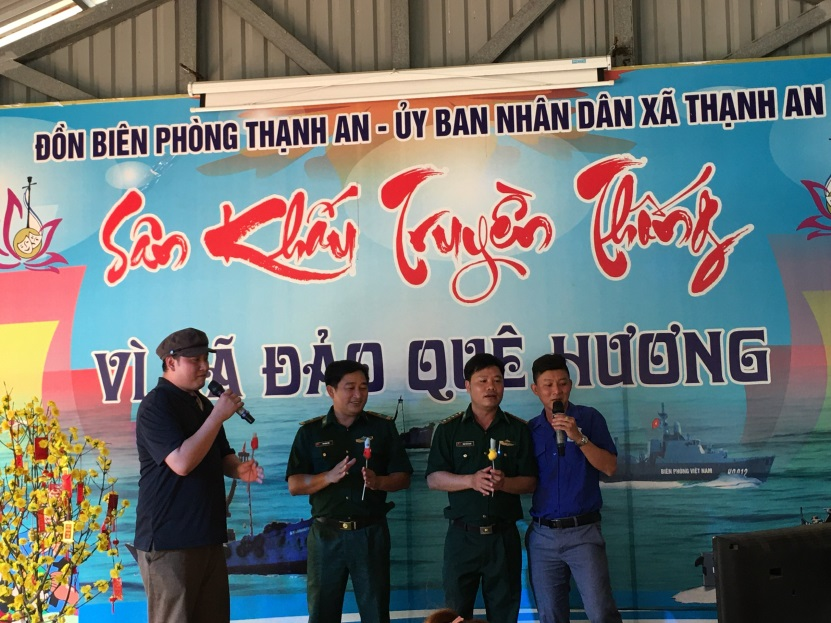 ĐỒN BIÊN PHÒNG THẠNH AN - ỦY BAN NHÂN DÂN XÃ THẠNH AN
Sân Khấu Truyền Thống
VÌ XÃ ĐẢO QUÊ HƯƠNG
BIÊN PHÒNG VIỆT NAM